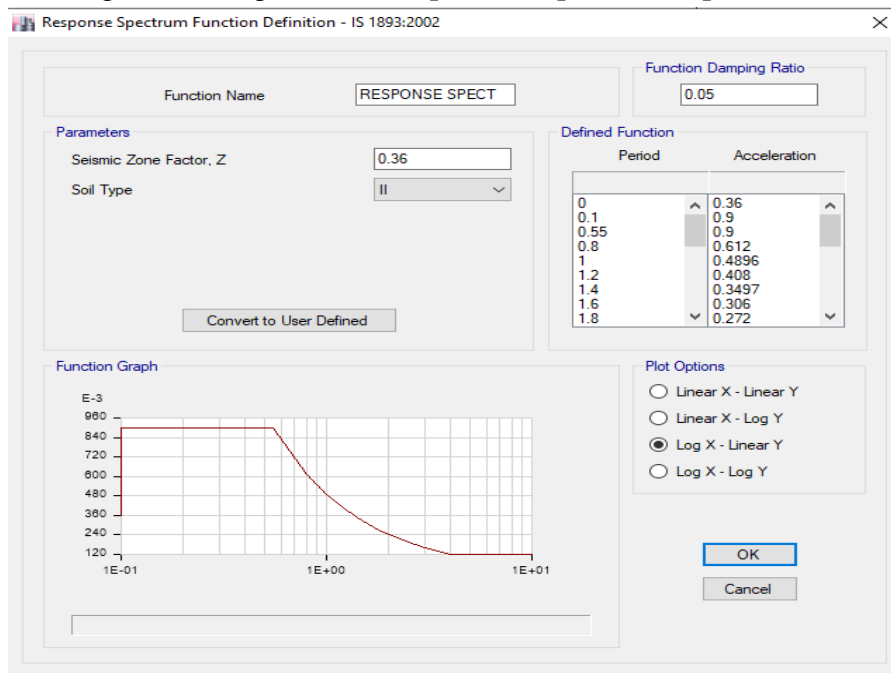 Response Spectrum Function Definition - IS 1893:2002
Function Name
RESPONSE SPECT
Function Damping Ratio
0.05
Parameters
Seismic Zone Factor, Z
0.36
Soil Type
II
Convert to User Defined
Defined Function
Period Acceleration
0 0.36
0.1 0.9
0.55 0.9
0.8 0.612
1 0.4896
1.2 0.408
1.4 0.3497
1.6 0.306
1.8 0.272
Function Graph
E-3
960
840
720
600
480
360
240
120
1E-01 1E+00 1E+01
Plot Options
Linear X - Linear Y
Linear X - Log Y
Log X - Linear Y
Log X - Log Y
OK
Cancel